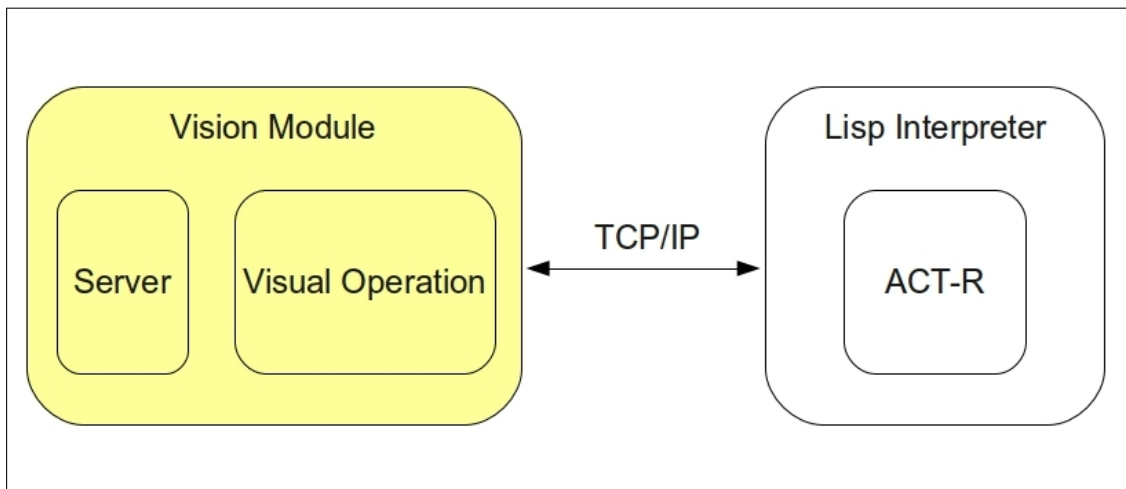 Vision Module
Lisp Interpreter
TCP/IP
Server
Visual Operation
ACT-R